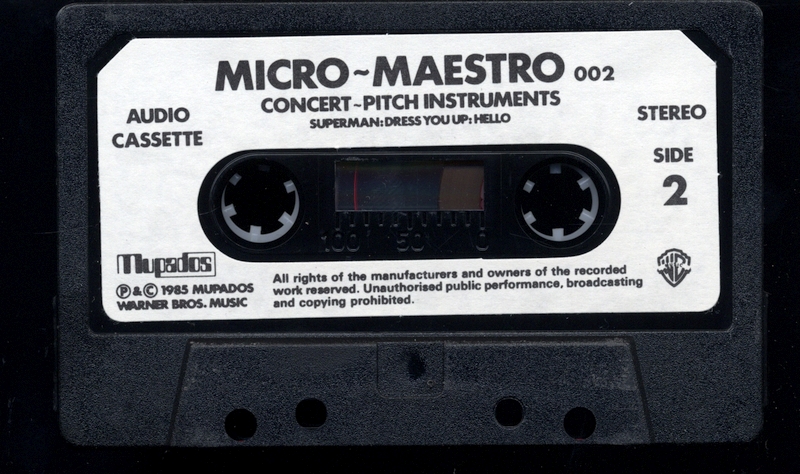 MICRO~MAESTRO 002
CONCERT~PITCH INSTRUMENTS
SUPERMAN: DRESS YOU UP: HELLO
AUDIO
CASSETTE
STEREO
SIDE
2
100 50 0
Mupados
Ⓟ & © 1985 MUPADOS
WARNER BROS. MUSIC
All rights of the manufacturers and owners of the recorded
work reserved. Unauthorised public performance, broadcasting
and copying prohibited.
WB